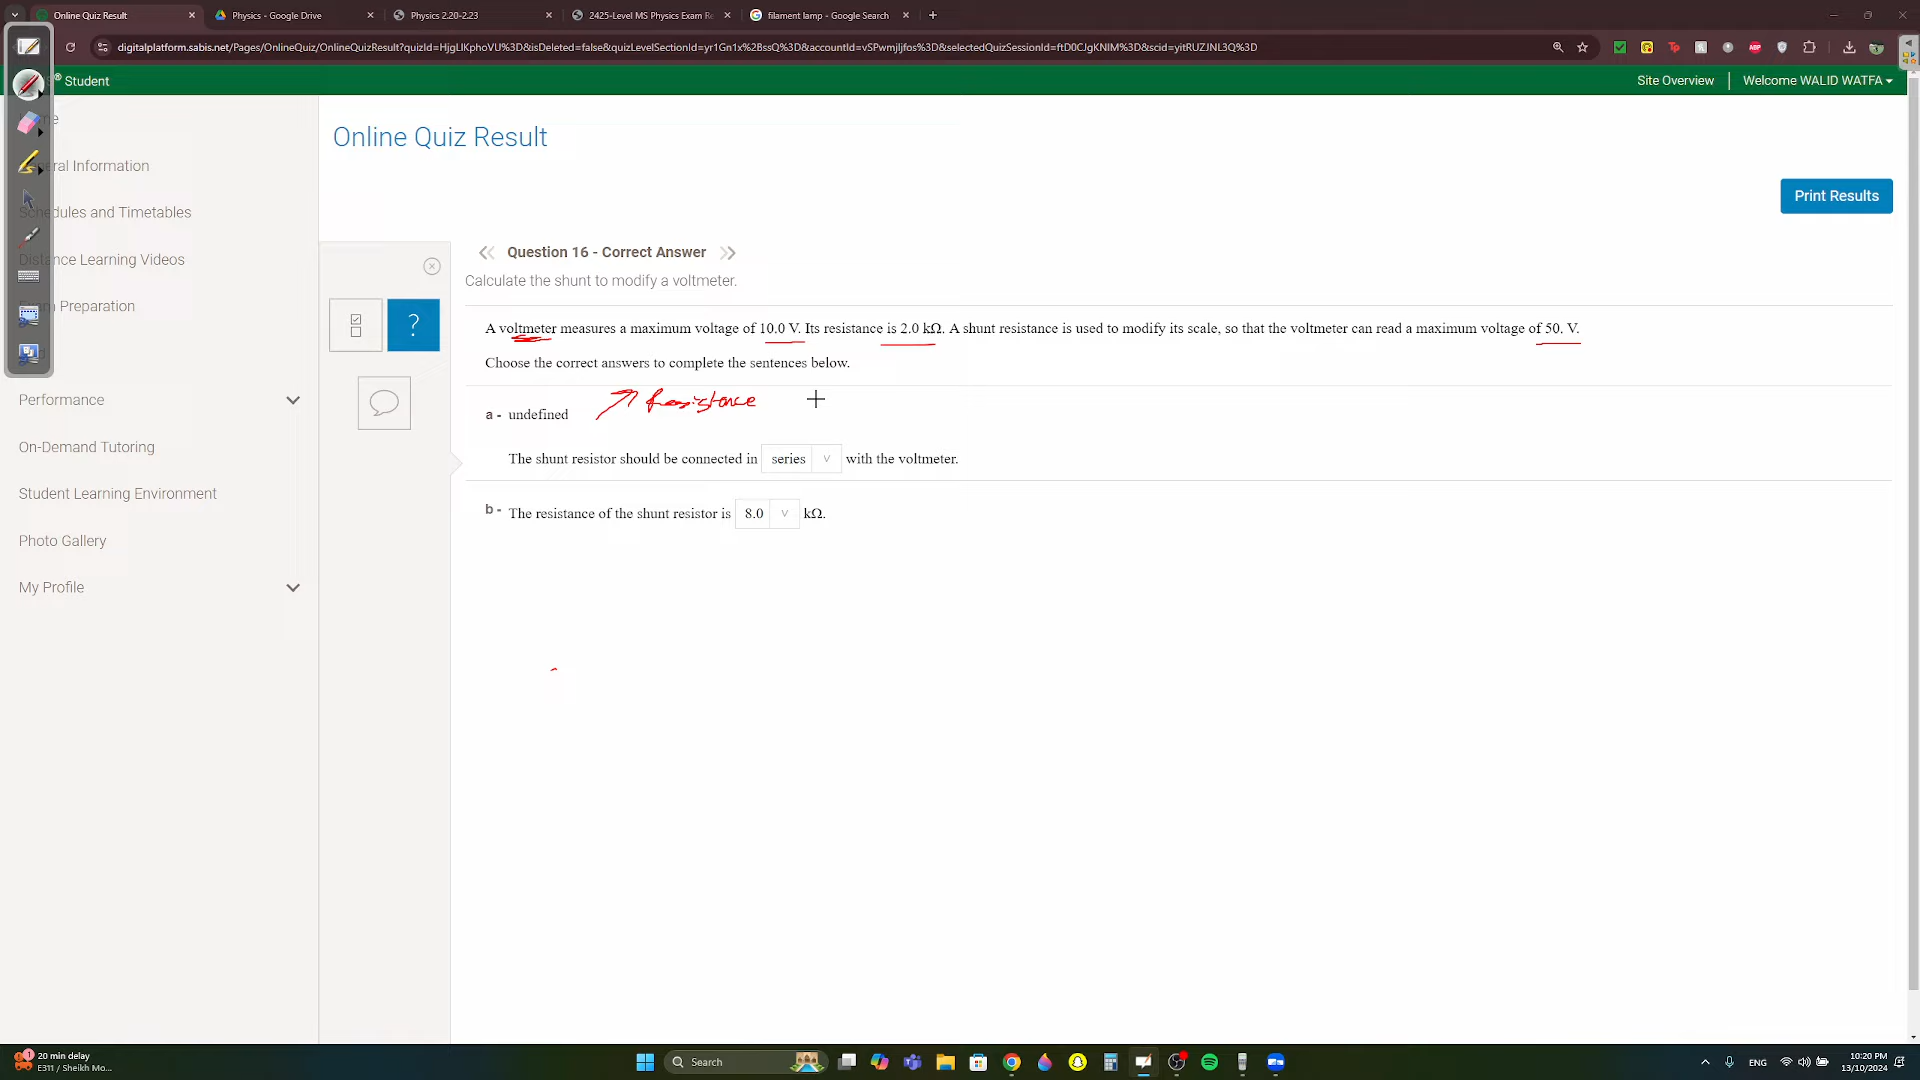 Online Quiz Result
Physics - Google Drive
Physics 2.20-2.23
2425-Level MS Physics Exam Re
filament lamp - Google Search
digitalplatform.sabis.net/Pages/OnlineQuiz/OnlineQuizResult?quizId=HjgLlKphoVU%3D&isDeleted=false&quizLevelSectionId=yr1Gn1x%2BssQ%3D&accountId=vSPwmjljfos%3D&selectedQuizSessionId=ftD0CJgKNIM%3D&scid=yitRUZJNL3Q%3D
® Student
Site Overview
Welcome WALID WATFA
Online Quiz Result
Print Results
eral Information
Schedules and Timetables
Distance Learning Videos
Exam Preparation
Performance
On-Demand Tutoring
Student Learning Environment
Photo Gallery
My Profile
Question 16 - Correct Answer
Calculate the shunt to modify a voltmeter.
?
A voltmeter measures a maximum voltage of 10.0 V. Its resistance is 2.0 kΩ. A shunt resistance is used to modify its scale, so that the voltmeter can read a maximum voltage of 50. V.
Choose the correct answers to complete the sentences below.
Resistance
a - undefined
The shunt resistor should be connected in series with the voltmeter.
b - The resistance of the shunt resistor is 8.0 kΩ.
20 min delay
E311 / Sheikh Mo...
Search
ENG
10:20 PM
13/10/2024